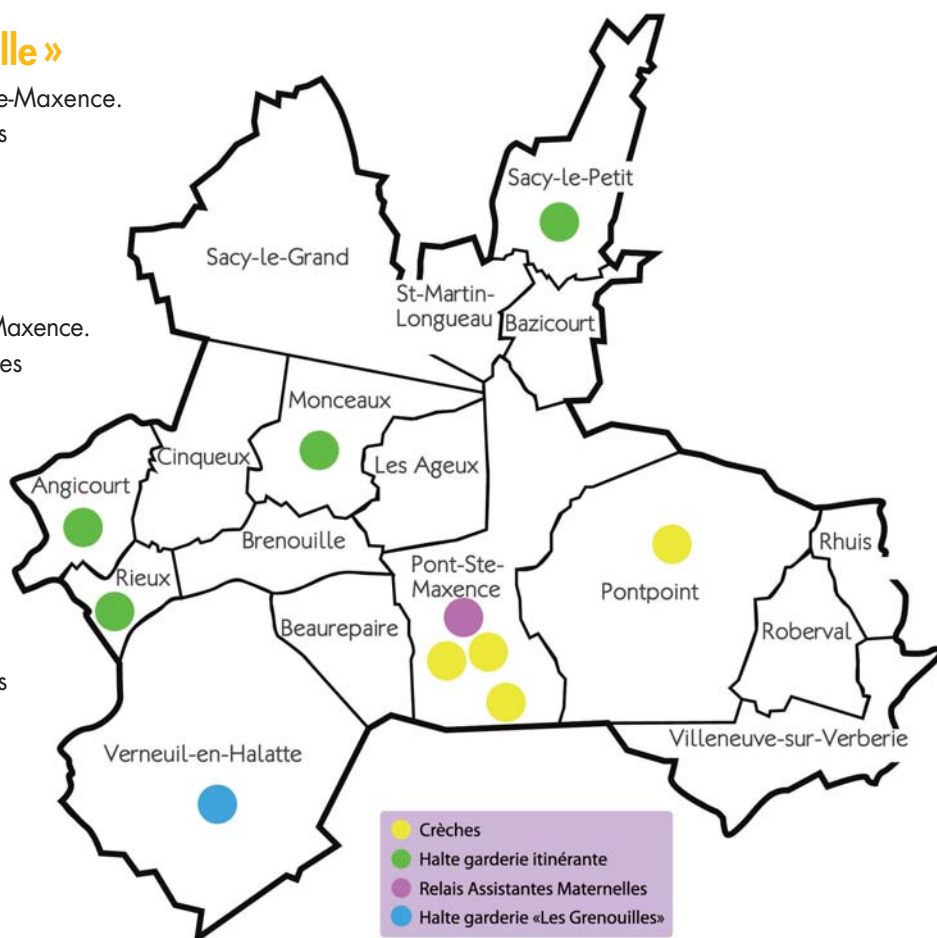 lle »
e-Maxence.
s
Maxence.
es
s
Sacy-le-Petit
Sacy-le-Grand
St-Martin-
Longueau
Bazicourt
Monceaux
Cinqueux
Les Ageux
Angicourt
Brenouille
Rieux
Pont-Ste-
Maxence
Rhuis
Pontpoint
Beaurepaire
Roberval
Verneuil-en-Halatte
Villeneuve-sur-Verberie
Crèches
Halte garderie itinérante
Relais Assistantes Maternelles
Halte garderie «Les Grenouilles»